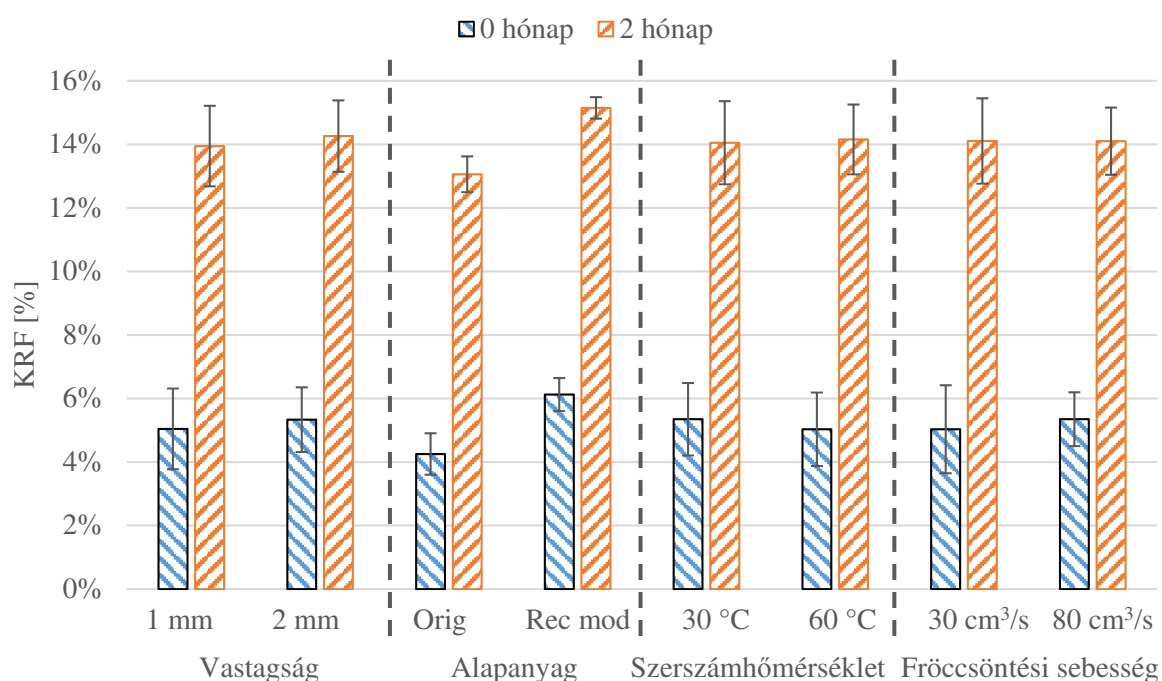 0 hónap 2 hónap
16%
14%
12%
10%
8%
6%
4%
2%
0%
KRF [%]
1 mm 2 mm Orig Rec mod 30 °C 60 °C 30 cm³/s 80 cm³/s
Vastagság Alapanyag Szerszámhőmérséklet Fröccsöntési sebesség